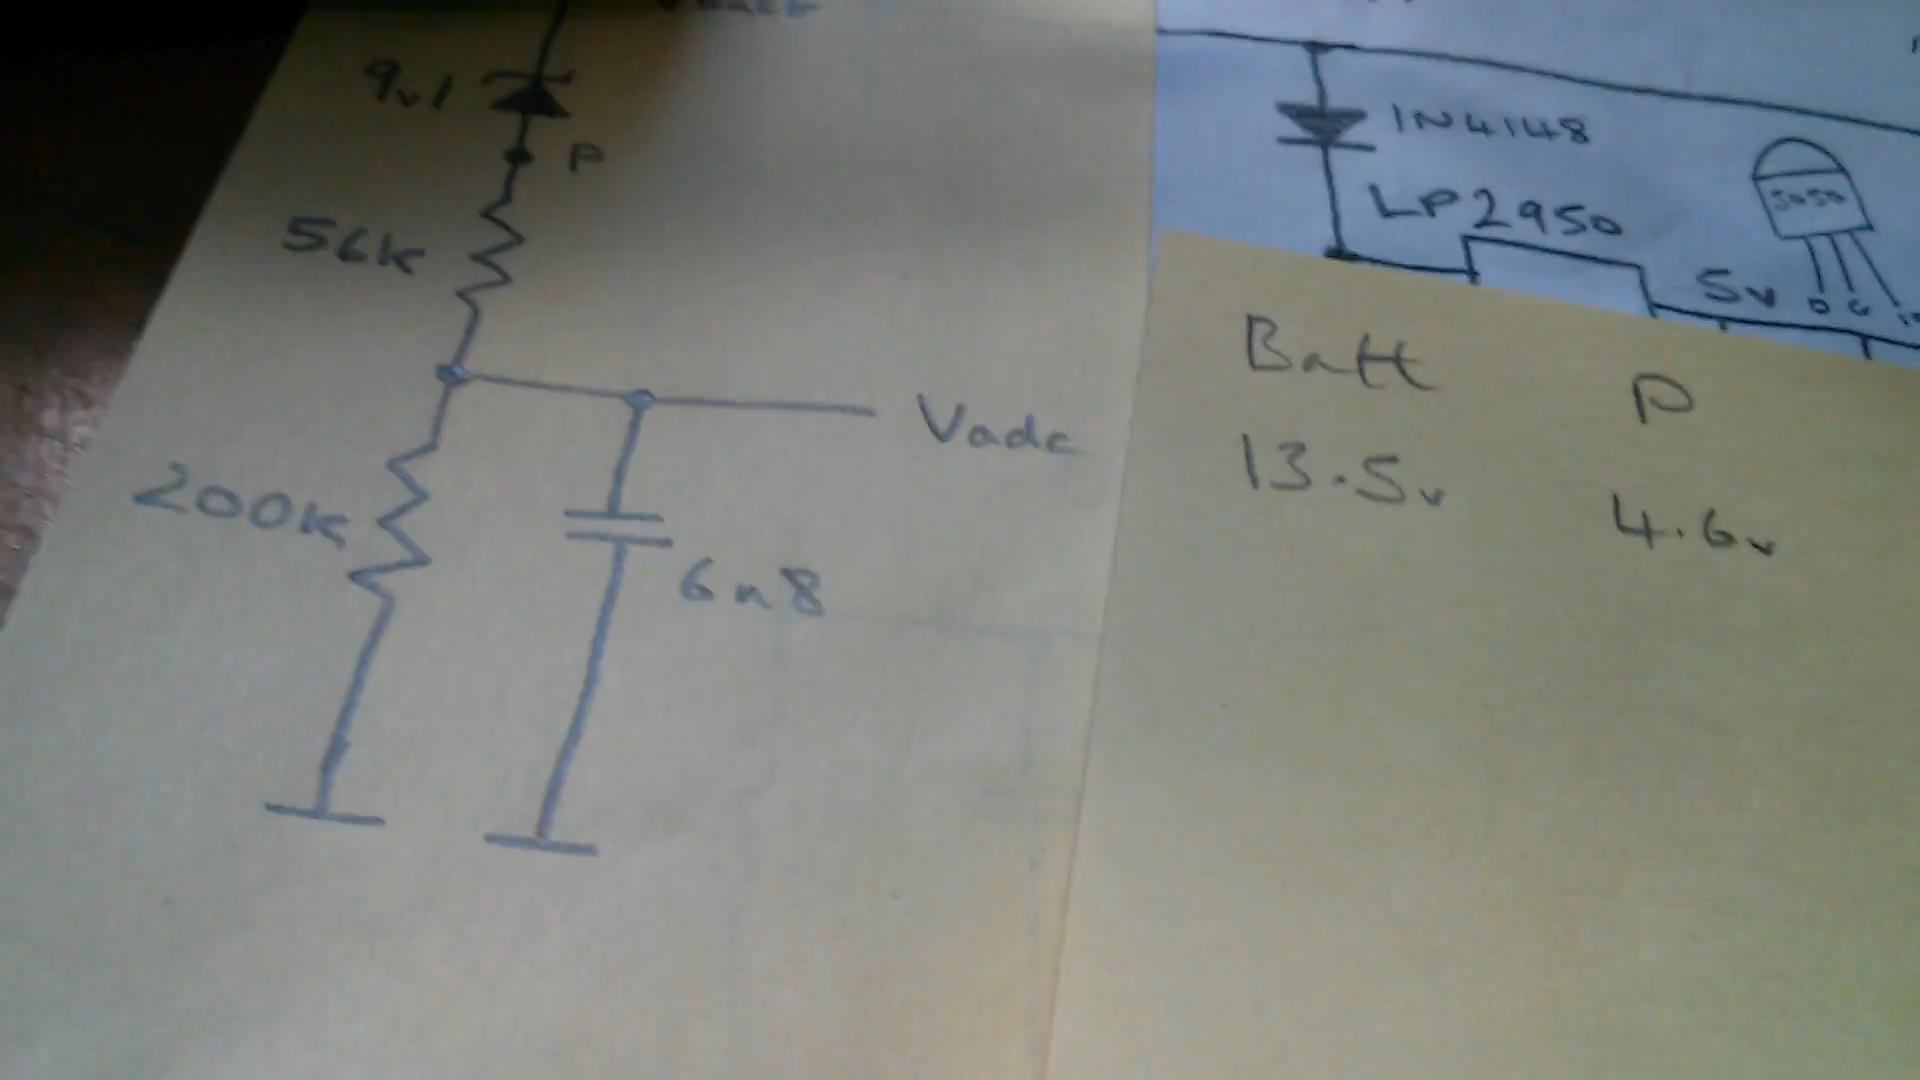 9v1
P
56k
Vadc
200k
6n8
1N4148
LP2950
5v
Batt
P
13.5v
4.6v